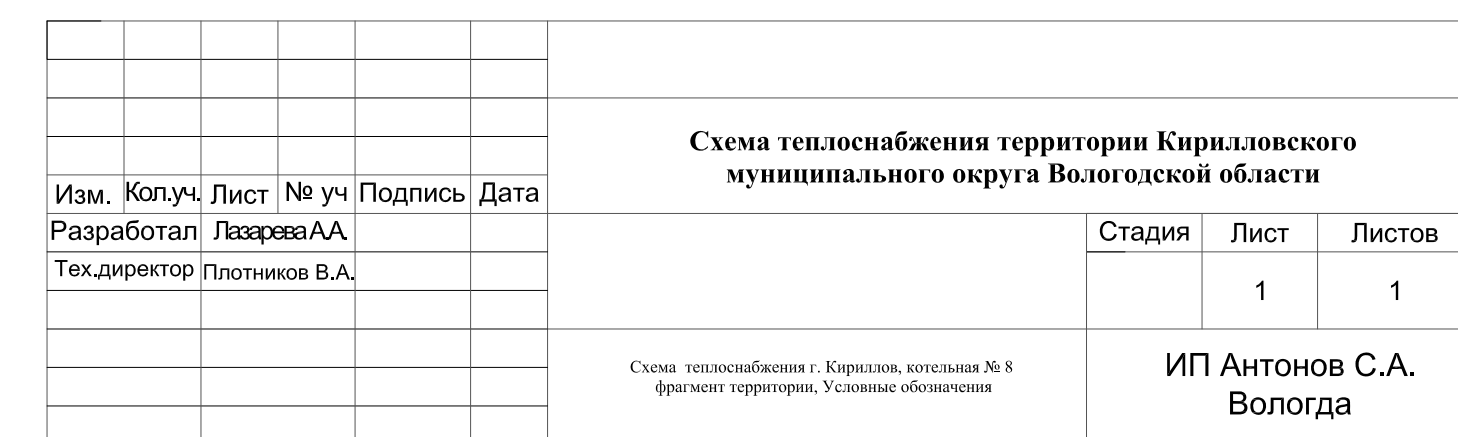 Схема теплоснабжения территории Кирилловского
муниципального округа Вологодской области
Изм. Кол.уч. Лист № уч Подпись Дата
Разработал Лазарева А.А.
Стадия Лист Листов
Тех.директор Плотников В.А.
1 1
Схема теплоснабжения г. Кириллов, котельная № 8
фрагмент территории, Условные обозначения
ИП Антонов С.А.
Вологда